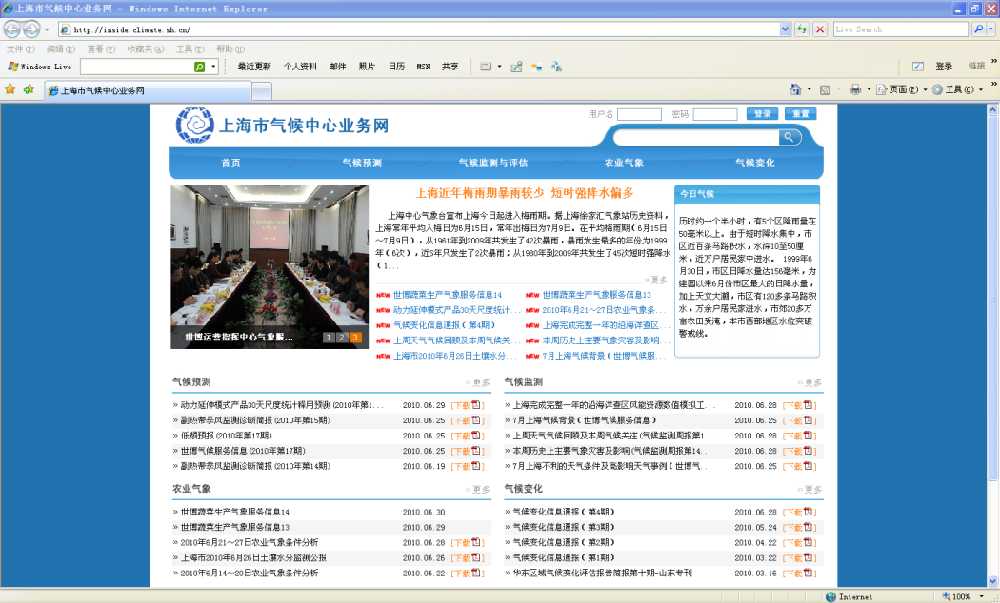 上海市气候中心业务网 - Windows Internet Explorer
http://inside.climate.sh.cn/
Live Search
文件(F) 编辑(E) 查看(V) 收藏夹(A) 工具(T) 帮助(H)
Windows Live 最近更新 个人资料 邮件 照片 日历 MSN 共享 登录 链接 »
上海市气候中心业务网 页面(P) 工具(O) »
上海市气候中心业务网
用户名 密码 登录 重置
首页 气候预测 气候监测与评估 农业气象 气候变化
世博运营指挥中心气象服...
1 2 3
上海近年梅雨期暴雨较少 短时强降水偏多
上海中心气象台宣布上海今日起进入梅雨期。据上海徐家汇气象站历史资料，
上海常年平均入梅日为6月15日，常年出梅日为7月9日。在平均梅雨期（6月15日
～7月9日），从1961年到2009年共发生了42次暴雨，暴雨发生最多的年份为1999
年（6次），近5年只发生了2次暴雨；从1980年到2009年共发生了45次短时强降水
（1...
»更多
NEW 世博蔬菜生产气象服务信息14
NEW 世博蔬菜生产气象服务信息13
NEW 动力延伸模式产品30天尺度统计...
NEW 2010年6月21～27日农业气象条...
NEW 气候变化信息通报（第4期）
NEW 上海完成完整一年的沿海详查区...
NEW 上周天气气候回顾及本周气候关...
NEW 本周历史上主要气象灾害及影响...
NEW 上海市2010年6月26日土壤水分...
NEW 7月上海气候背景（世博气候服...
今日气候
历时约一个半小时，有5个区降雨量在
50毫米以上。由于短时降水集中，市
区近百条马路积水，水深10至50厘
米，近万户居民家中进水。 1999年6
月30日，市区日降水量达156毫米，为
建国以来6月份市区最大的日降水量，
加上天文大潮，市区有120多条马路积
水，万余户居民家进水，市郊20多万
亩农田受淹，本市西部地区水位突破
警戒线。
气候预测 »更多
» 动力延伸模式产品30天尺度统计释用预测(2010年第1... 2010.06.29 [下载]
» 副热带季风监测诊断简报(2010年第15期) 2010.06.25 [下载]
» 低频预报(2010年第17期) 2010.06.25 [下载]
» 世博气候服务信息(2010年第17期) 2010.06.25 [下载]
» 副热带季风监测诊断简报(2010年第14期) 2010.06.19 [下载]
气候监测 »更多
» 上海完成完整一年的沿海详查区风能资源数值模拟工... 2010.06.28 [下载]
» 7月上海气候背景（世博气候服务信息） 2010.06.25 [下载]
» 上周天气气候回顾及本周气候关注(气候监测周报第1... 2010.06.28 [下载]
» 本周历史上主要气象灾害及影响(气候监测周报第14... 2010.06.28 [下载]
» 7月上海不利的天气条件及高影响天气事例（世博气... 2010.06.25 [下载]
农业气象 »更多
» 世博蔬菜生产气象服务信息14 2010.06.30
» 世博蔬菜生产气象服务信息13 2010.06.29
» 2010年6月21～27日农业气象条件分析 2010.06.28 [下载]
» 上海市2010年6月26日土壤水分监测公报 2010.06.26 [下载]
» 2010年6月14～20日农业气象条件分析 2010.06.22 [下载]
气候变化 »更多
» 气候变化信息通报（第4期） 2010.06.28 [下载]
» 气候变化信息通报（第3期） 2010.05.24 [下载]
» 气候变化信息通报（第2期） 2010.04.22 [下载]
» 气候变化信息通报（第1期） 2010.03.22 [下载]
» 华东区域气候变化评估报告简报第十期-山东专刊 2010.03.16 [下载]
Internet 100%